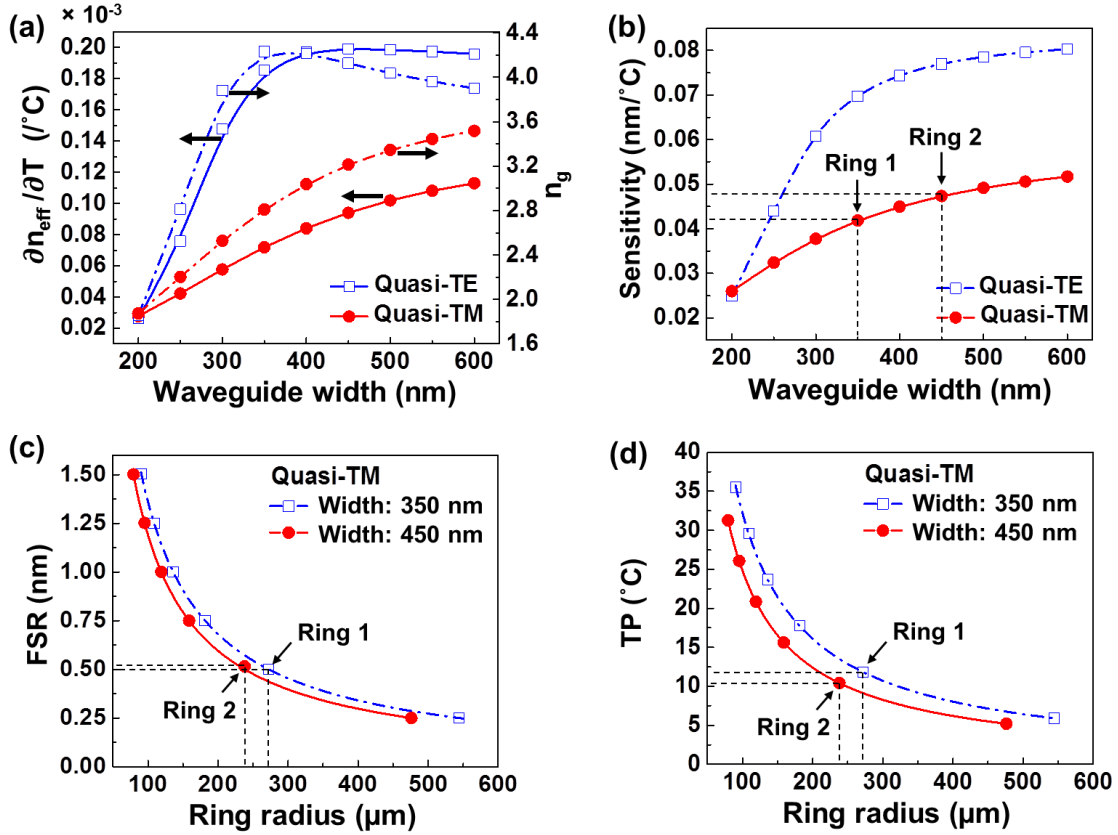 (a)
× 10⁻³
0.20
0.18
0.16
0.14
0.12
0.10
0.08
0.06
0.04
0.02
∂n_eff /∂T (/˚C)
4.4
4.0
3.6
3.2
2.8
2.4
2.0
1.6
n_g
Quasi-TE
Quasi-TM
200 300 400 500 600
Waveguide width (nm)
(b)
0.08
0.07
0.06
0.05
0.04
0.03
0.02
Sensitivity (nm/˚C)
Ring 2
Ring 1
Quasi-TE
Quasi-TM
200 300 400 500 600
Waveguide width (nm)
(c)
1.50
1.25
1.00
0.75
0.50
0.25
0.00
FSR (nm)
Quasi-TM
Width: 350 nm
Width: 450 nm
Ring 1
Ring 2
100 200 300 400 500 600
Ring radius (μm)
(d)
40
35
30
25
20
15
10
5
0
TP (˚C)
Quasi-TM
Width: 350 nm
Width: 450 nm
Ring 1
Ring 2
100 200 300 400 500 600
Ring radius (μm)